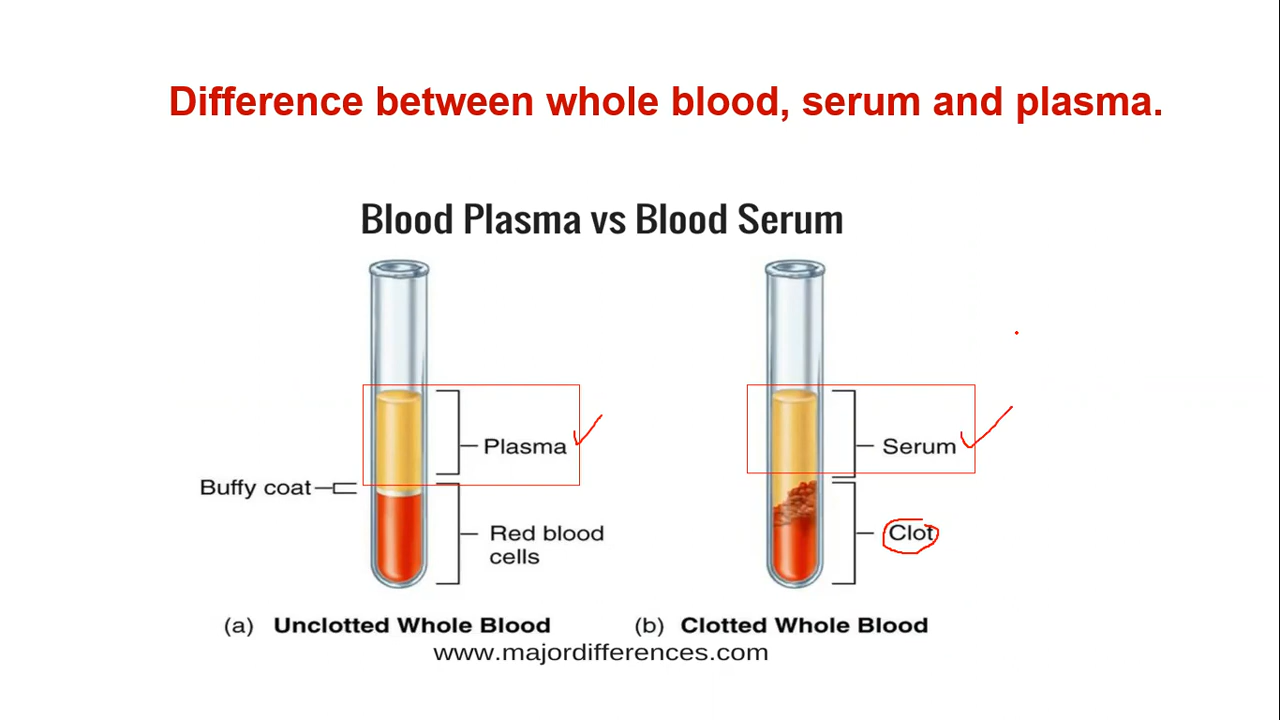 Difference between whole blood, serum and plasma.
Blood Plasma vs Blood Serum
Plasma
Buffy coat
Red blood
cells
Serum
Clot
(a) Unclotted Whole Blood
(b) Clotted Whole Blood
www.majordifferences.com